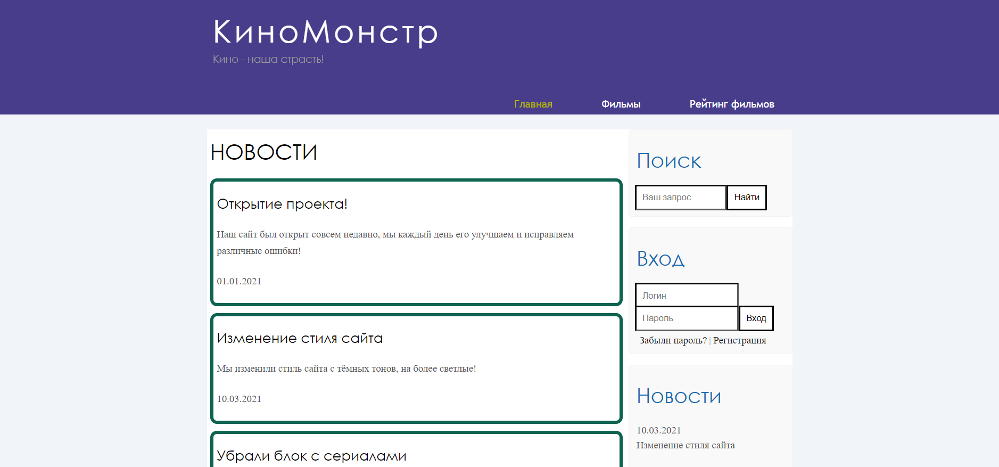 КиноМонстр
Кино - наша страсть!
Главная
Фильмы
Рейтинг фильмов
НОВОСТИ
Открытие проекта!
Наш сайт был открыт совсем недавно, мы каждый день его улучшаем и исправляем
различные ошибки!
01.01.2021
Изменение стиля сайта
Мы изменили стиль сайта с тёмных тонов, на более светлые!
10.03.2021
Убрали блок с сериалами
Поиск
Ваш запрос
Найти
Вход
Логин
Пароль
Вход
Забыли пароль? | Регистрация
Новости
10.03.2021
Изменение стиля сайта